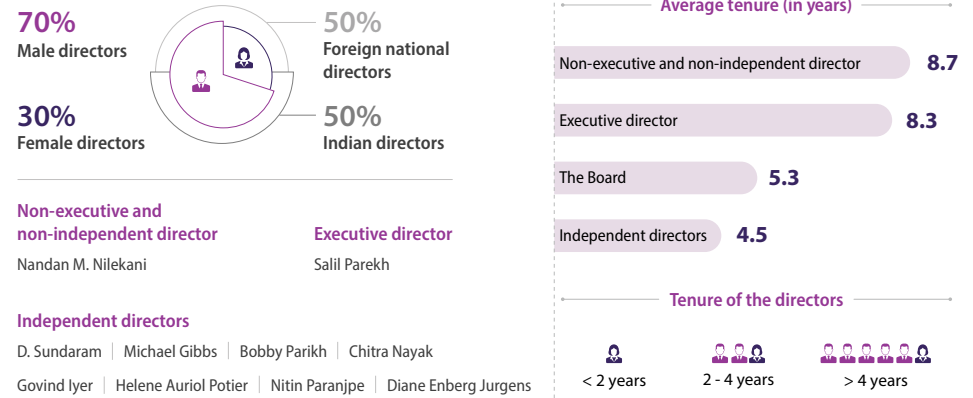 70%
Male directors
30%
Female directors
50%
Foreign national
directors
50%
Indian directors
Non-executive and
non-independent director
Nandan M. Nilekani
Executive director
Salil Parekh
Independent directors
D. Sundaram | Michael Gibbs | Bobby Parikh | Chitra Nayak
Govind Iyer | Helene Auriol Potier | Nitin Paranjpe | Diane Enberg Jurgens
Average tenure (in years)
Non-executive and non-independent director 8.7
Executive director 8.3
The Board 5.3
Independent directors 4.5
Tenure of the directors
< 2 years 2 - 4 years > 4 years